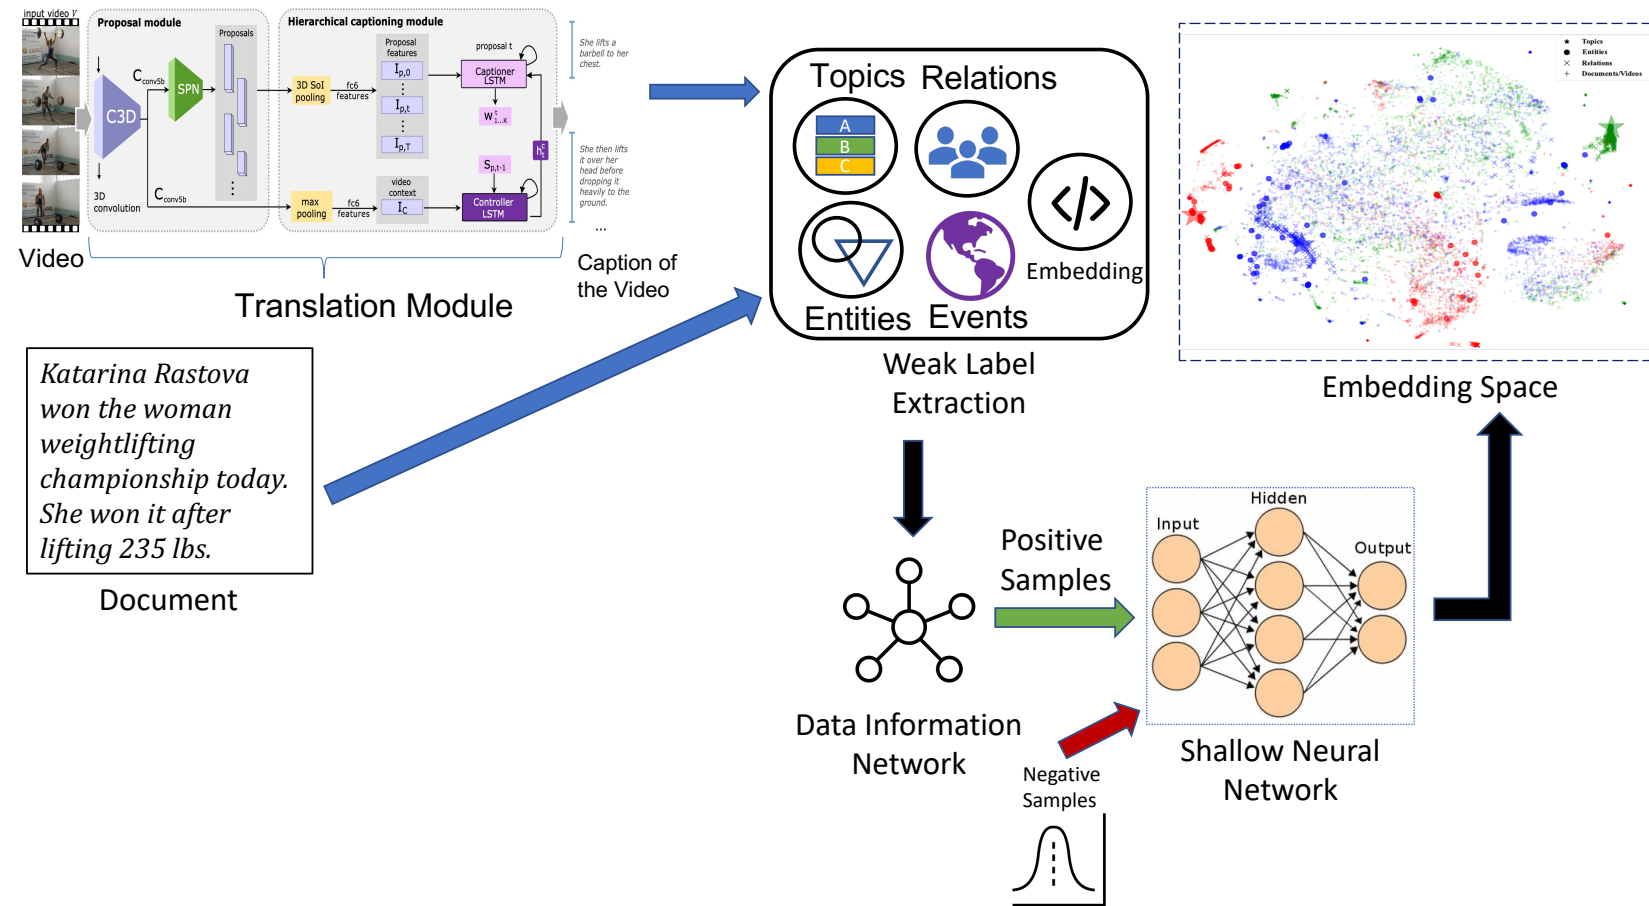 input video V
Proposal module
Proposals
C3D
C conv5b
SPN
3D
convolution
C conv5b
Hierarchical captioning module
Proposal
features
3D SoI
pooling
fc6
features
I p,0
I p,t
I p,T
proposal t
Captioner
LSTM
W t 1...K
S p,t-1
h c t
max
pooling
fc6
features
video
context
I C
Controller
LSTM
She lifts a
barbell to her
chest.
She then lifts
it over her
head before
dropping it
heavily to the
ground.
...
Video
Translation Module
Caption of
the Video
Katarina Rastova
won the woman
weightlifting
championship today.
She won it after
lifting 235 lbs.
Document
Topics
Relations
A
B
C
</>
Embedding
Entities
Events
Weak Label
Extraction
Topics
Entities
Relations
Documents/Videos
Embedding Space
Data Information
Network
Positive
Samples
Negative
Samples
Input
Hidden
Output
Shallow Neural
Network